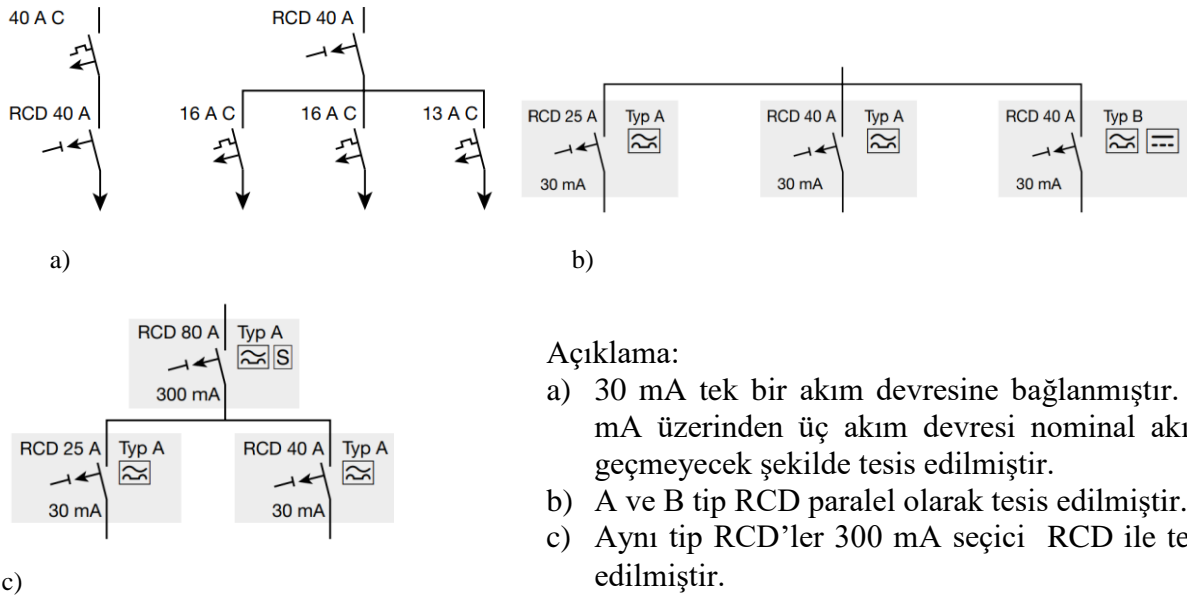 40 A C
RCD 40 A
RCD 40 A
16 A C
16 A C
13 A C
a)
RCD 25 A
Typ A
30 mA
RCD 40 A
Typ A
30 mA
RCD 40 A
Typ B
30 mA
b)
RCD 80 A
Typ A
S
300 mA
RCD 25 A
Typ A
30 mA
RCD 40 A
Typ A
30 mA
c)
Açıklama:
a) 30 mA tek bir akım devresine bağlanmıştır.
mA üzerinden üç akım devresi nominal akı
geçmeyecek şekilde tesis edilmiştir.
b) A ve B tip RCD paralel olarak tesis edilmiştir.
c) Aynı tip RCD’ler 300 mA seçici RCD ile te
edilmiştir.